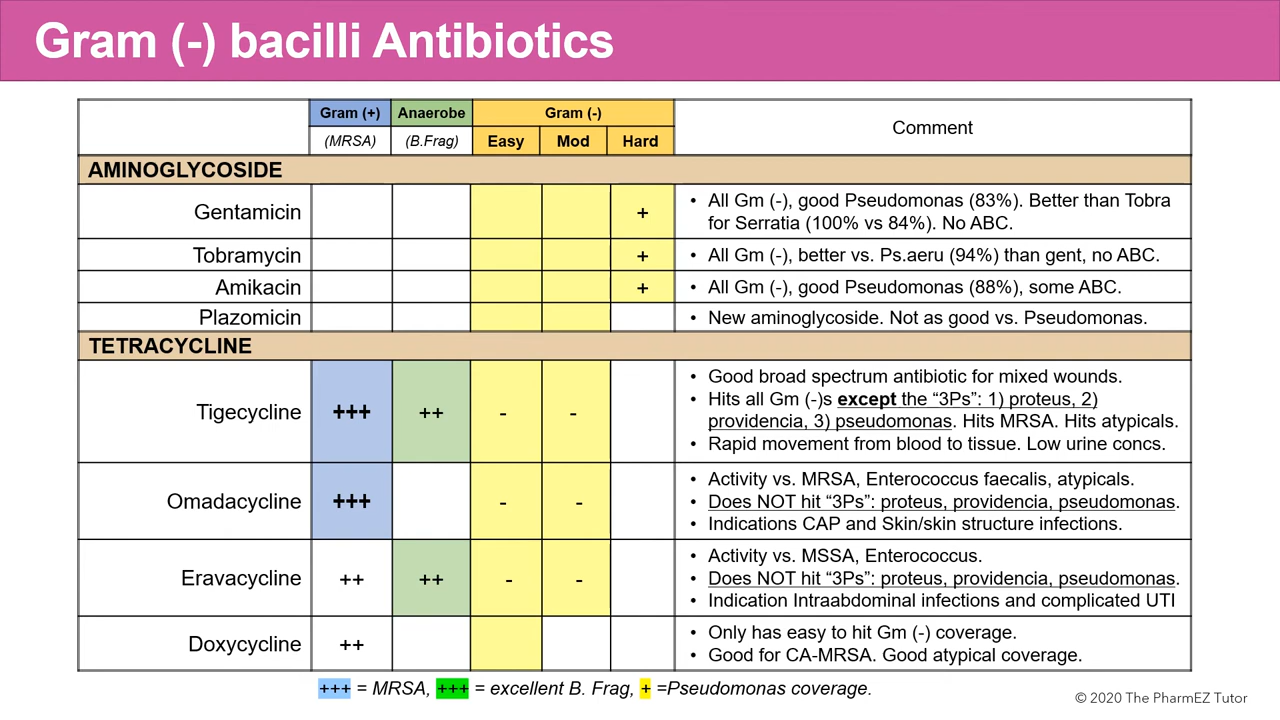 Gram (-) bacilli Antibiotics
Gram (+) Anaerobe Gram (-) Comment
(MRSA) (B.Frag) Easy Mod Hard
AMINOGLYCOSIDE
Gentamicin + • All Gm (-), good Pseudomonas (83%). Better than Tobra
for Serratia (100% vs 84%). No ABC.
Tobramycin + • All Gm (-), better vs. Ps.aeru (94%) than gent, no ABC.
Amikacin + • All Gm (-), good Pseudomonas (88%), some ABC.
Plazomicin • New aminoglycoside. Not as good vs. Pseudomonas.
TETRACYCLINE
Tigecycline +++ ++ - -
• Good broad spectrum antibiotic for mixed wounds.
• Hits all Gm (-)s except the “3Ps”: 1) proteus, 2)
providencia, 3) pseudomonas. Hits MRSA. Hits atypicals.
• Rapid movement from blood to tissue. Low urine concs.
Omadacycline +++ - -
• Activity vs. MRSA, Enterococcus faecalis, atypicals.
• Does NOT hit “3Ps”: proteus, providencia, pseudomonas.
• Indications CAP and Skin/skin structure infections.
Eravacycline ++ ++ - -
• Activity vs. MSSA, Enterococcus.
• Does NOT hit “3Ps”: proteus, providencia, pseudomonas.
• Indication Intraabdominal infections and complicated UTI
Doxycycline ++
• Only has easy to hit Gm (-) coverage.
• Good for CA-MRSA. Good atypical coverage.
+++ = MRSA, +++ = excellent B. Frag, + =Pseudomonas coverage.
© 2020 The PharmEZ Tutor